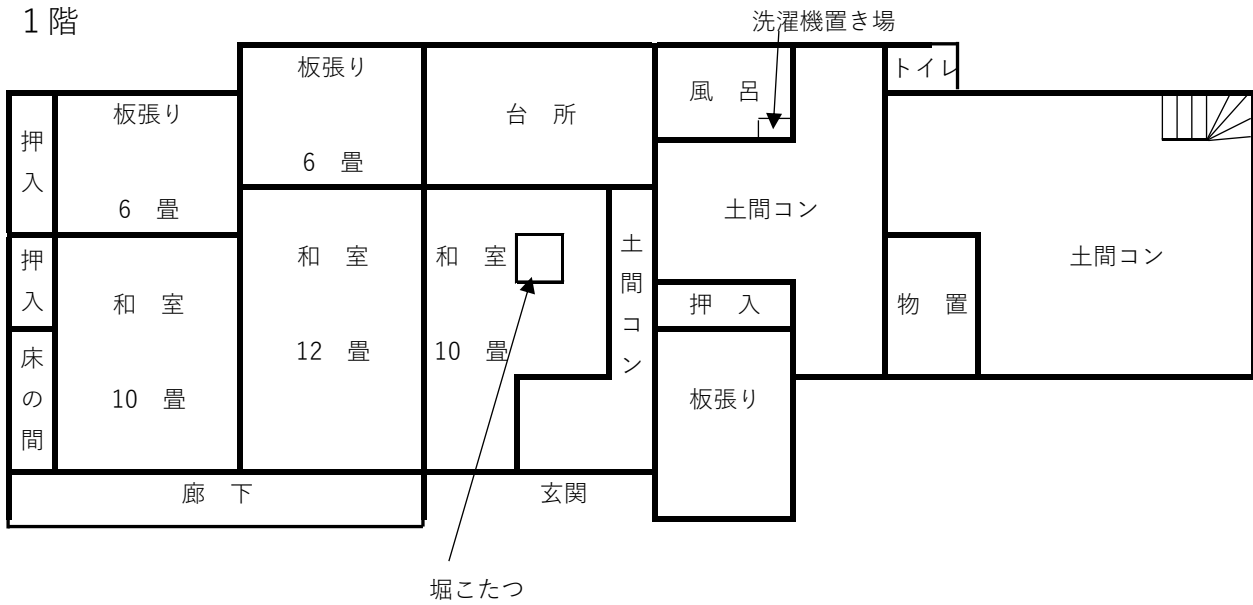 1階
洗濯機置き場
板張り
6 畳
台 所
風 呂
トイレ
押入
板張り
6 畳
土間コン
土間コン
押入
和 室
10 畳
和 室
12 畳
和 室
10 畳
土間コン
押 入
物 置
床の間
板張り
廊 下
玄関
堀こたつ